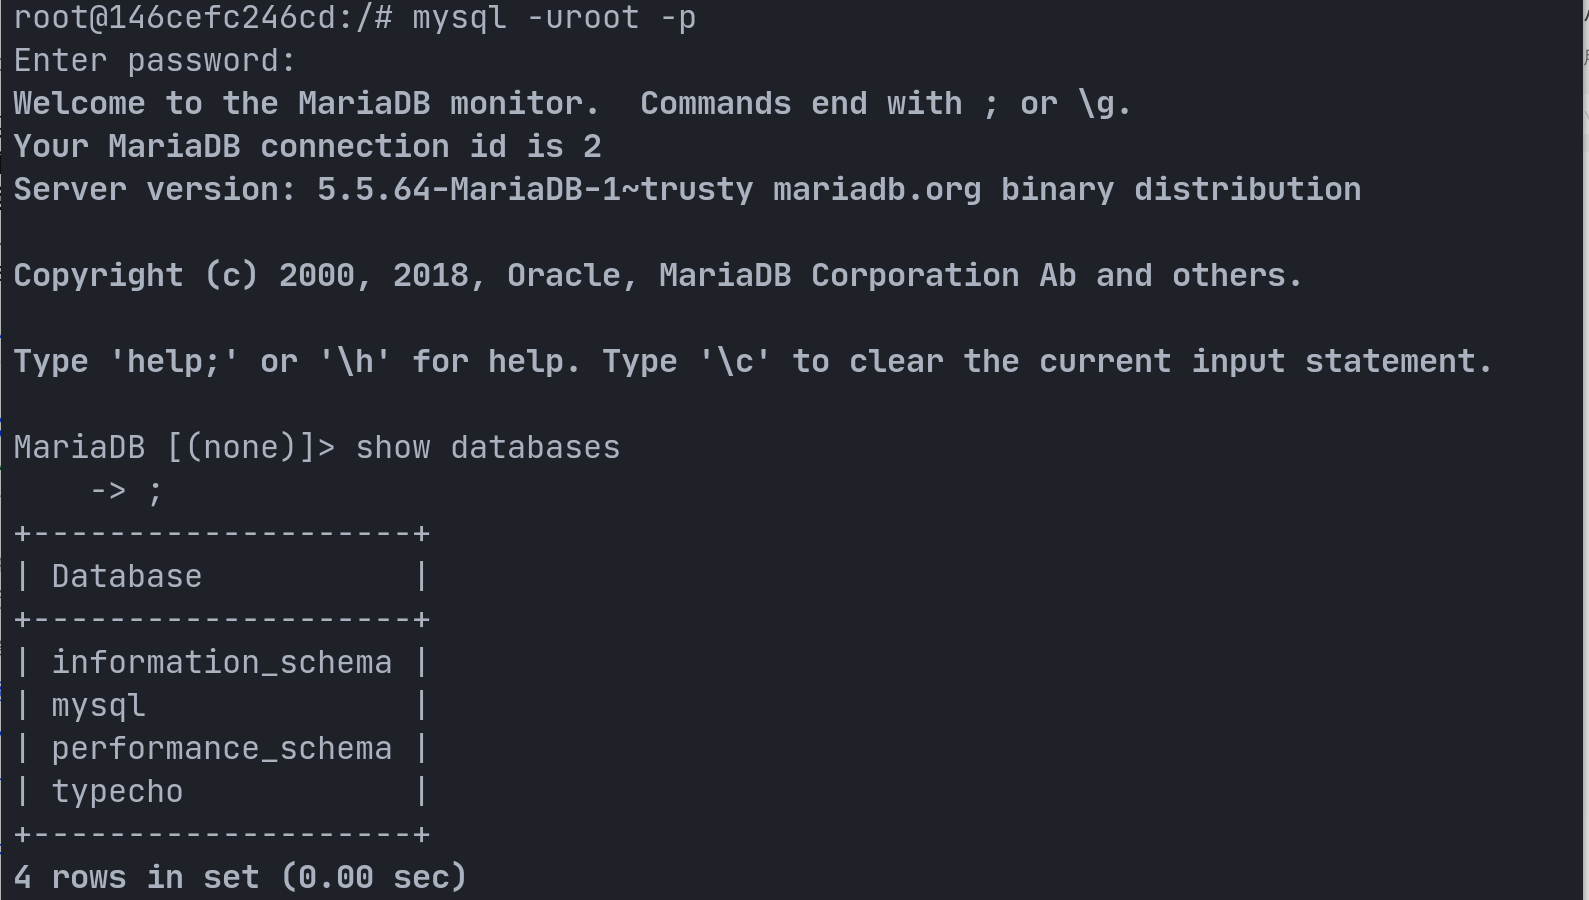 root@146cefc246cd:/# mysql -uroot -p
Enter password:
Welcome to the MariaDB monitor.  Commands end with ; or \g.
Your MariaDB connection id is 2
Server version: 5.5.64-MariaDB-1~trusty mariadb.org binary distribution

Copyright (c) 2000, 2018, Oracle, MariaDB Corporation Ab and others.

Type 'help;' or '\h' for help. Type '\c' to clear the current input statement.

MariaDB [(none)]> show databases
    -> ;
+--------------------+
| Database           |
+--------------------+
| information_schema |
| mysql              |
| performance_schema |
| typecho            |
+--------------------+
4 rows in set (0.00 sec)